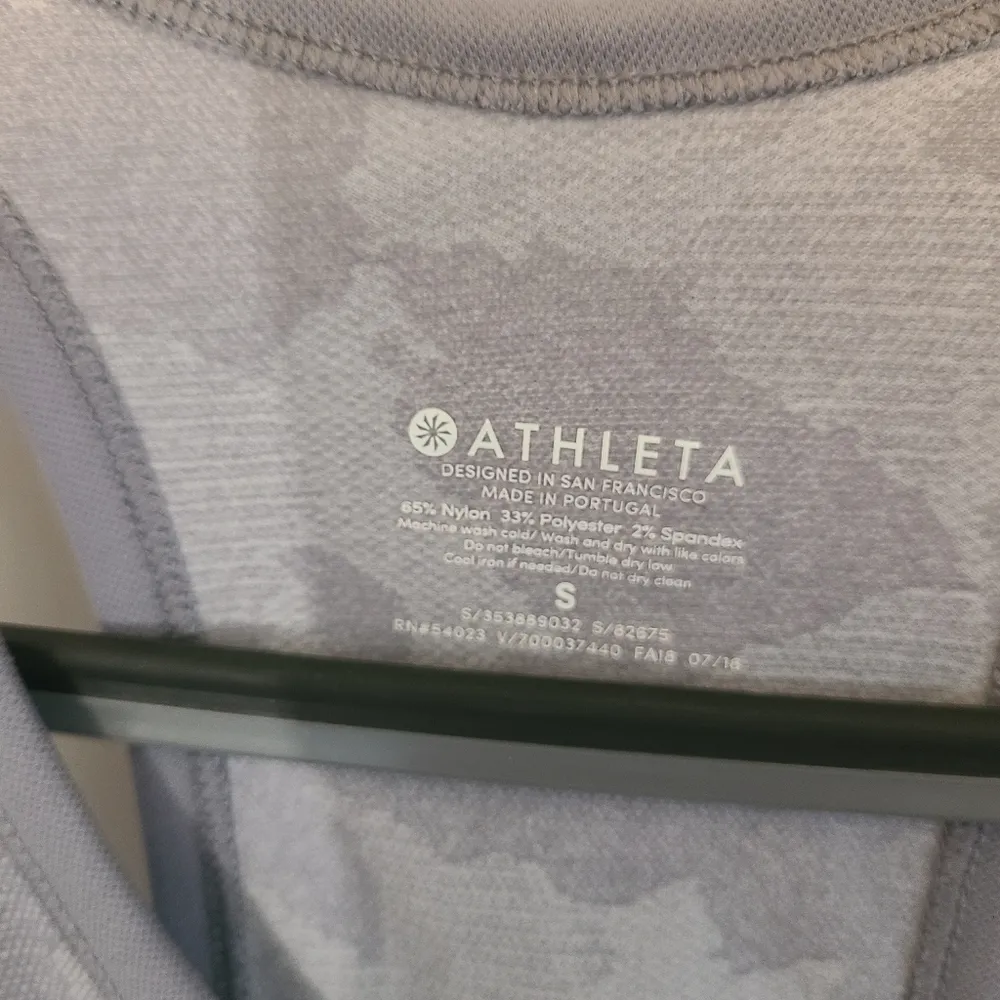 ATHLETA
DESIGNED IN SAN FRANCISCO
MADE IN PORTUGAL
65% Nylon 33% Polyester 2% Spandex
Machine wash cold/ Wash and dry with like colors
Do not bleach/Tumble dry low
Cool iron if needed/Do not dry clean
S
S/353859032 S/82675
RN#54023 V/700037440 FA18 07/18